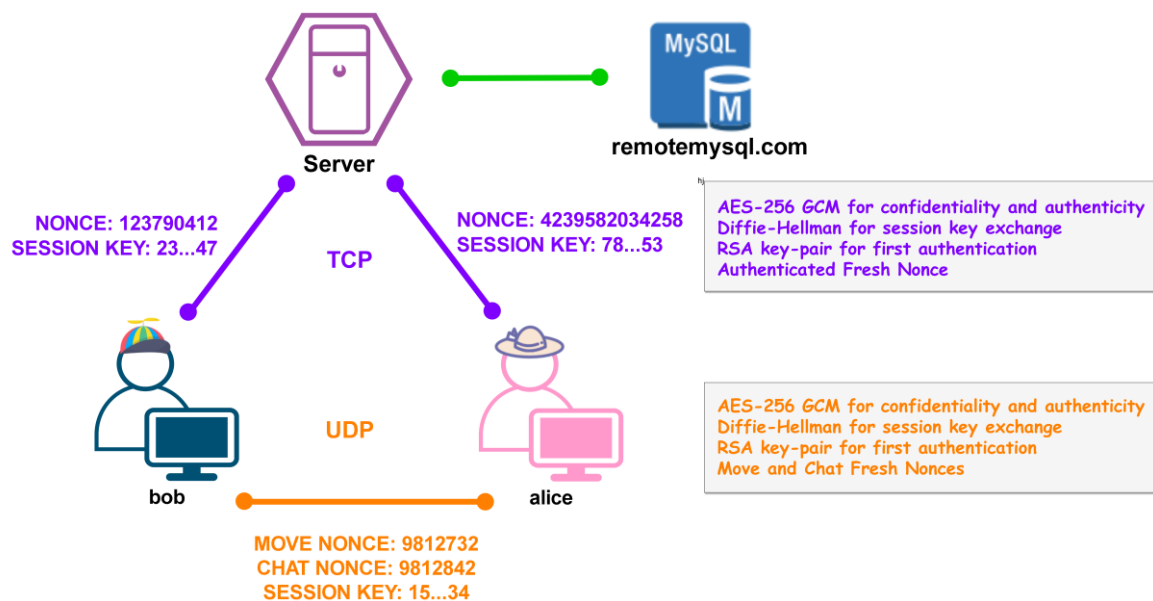 MySQL
M
remotemysql.com
Server
hj
NONCE: 123790412
SESSION KEY: 23...47
NONCE: 4239582034258
SESSION KEY: 78...53
TCP
AES-256 GCM for confidentiality and authenticity
Diffie-Hellman for session key exchange
RSA key-pair for first authentication
Authenticated Fresh Nonce
UDP
bob
alice
AES-256 GCM for confidentiality and authenticity
Diffie-Hellman for session key exchange
RSA key-pair for first authentication
Move and Chat Fresh Nonces
MOVE NONCE: 9812732
CHAT NONCE: 9812842
SESSION KEY: 15...34